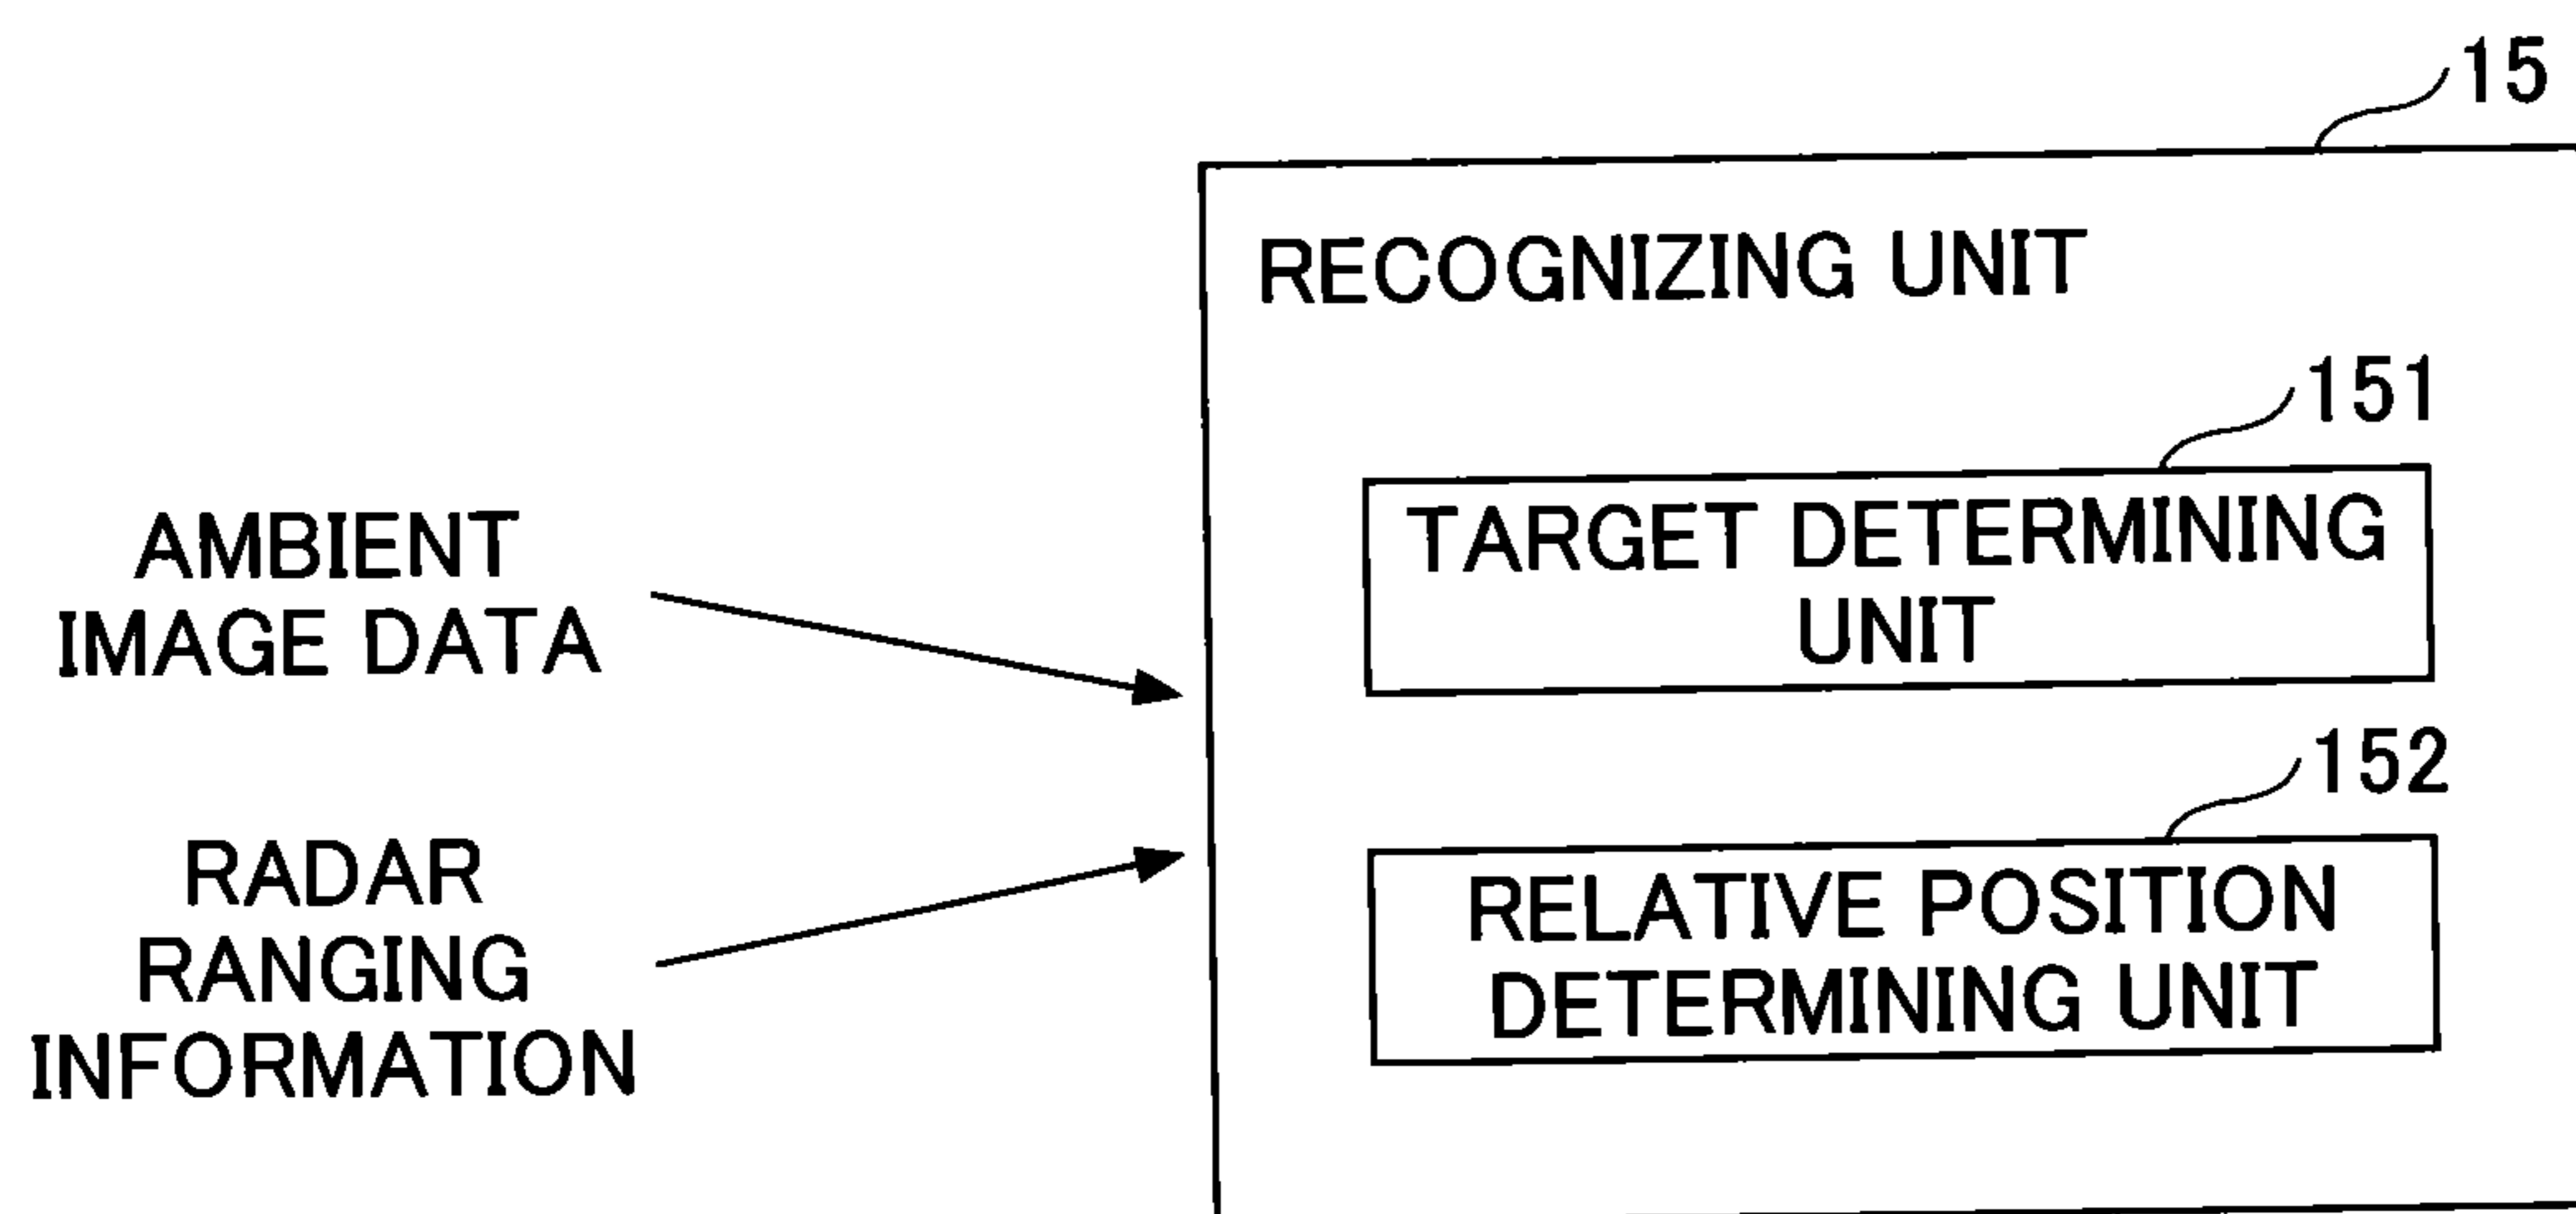 15
RECOGNIZING UNIT
151
TARGET DETERMINING
UNIT
AMBIENT
IMAGE DATA
152
RELATIVE POSITION
DETERMINING UNIT
RADAR
RANGING
INFORMATION